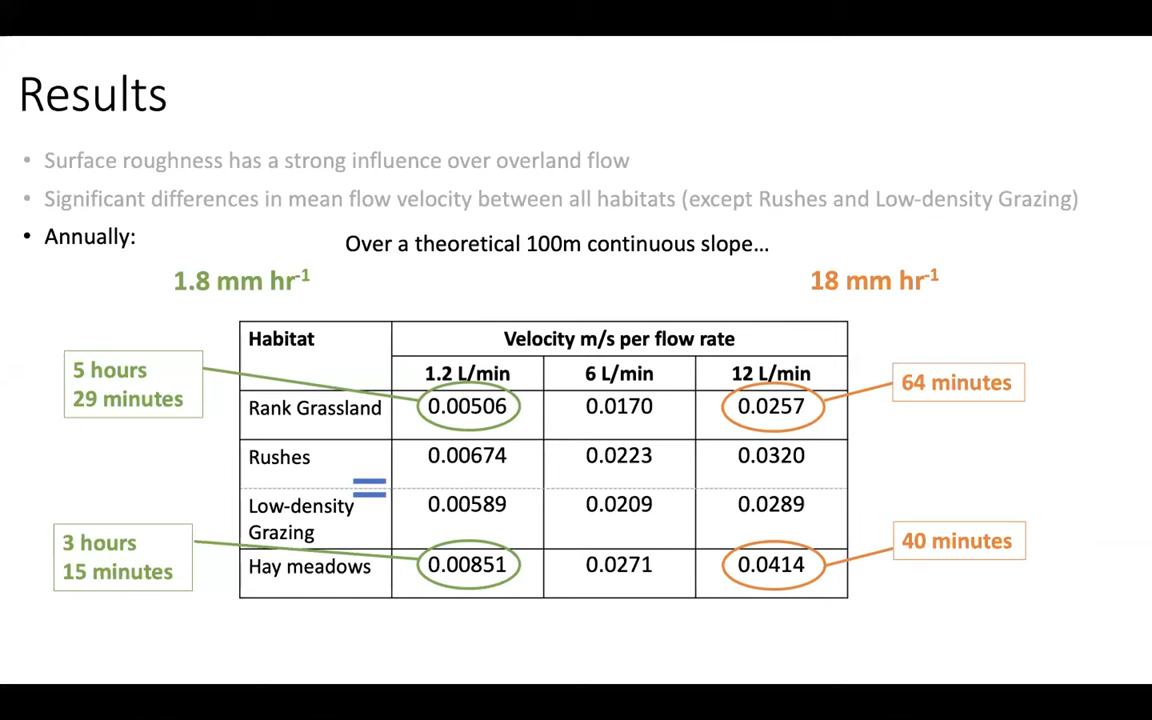 Results
• Surface roughness has a strong influence over overland flow
• Significant differences in mean flow velocity between all habitats (except Rushes and Low-density Grazing)
• Annually:
Over a theoretical 100m continuous slope...
1.8 mm hr-1
18 mm hr-1
Habitat
Velocity m/s per flow rate
1.2 L/min 6 L/min 12 L/min
5 hours
29 minutes
64 minutes
Rank Grassland 0.00506 0.0170 0.0257
Rushes 0.00674 0.0223 0.0320
Low-density
Grazing
0.00589 0.0209 0.0289
3 hours
15 minutes
40 minutes
Hay meadows 0.00851 0.0271 0.0414